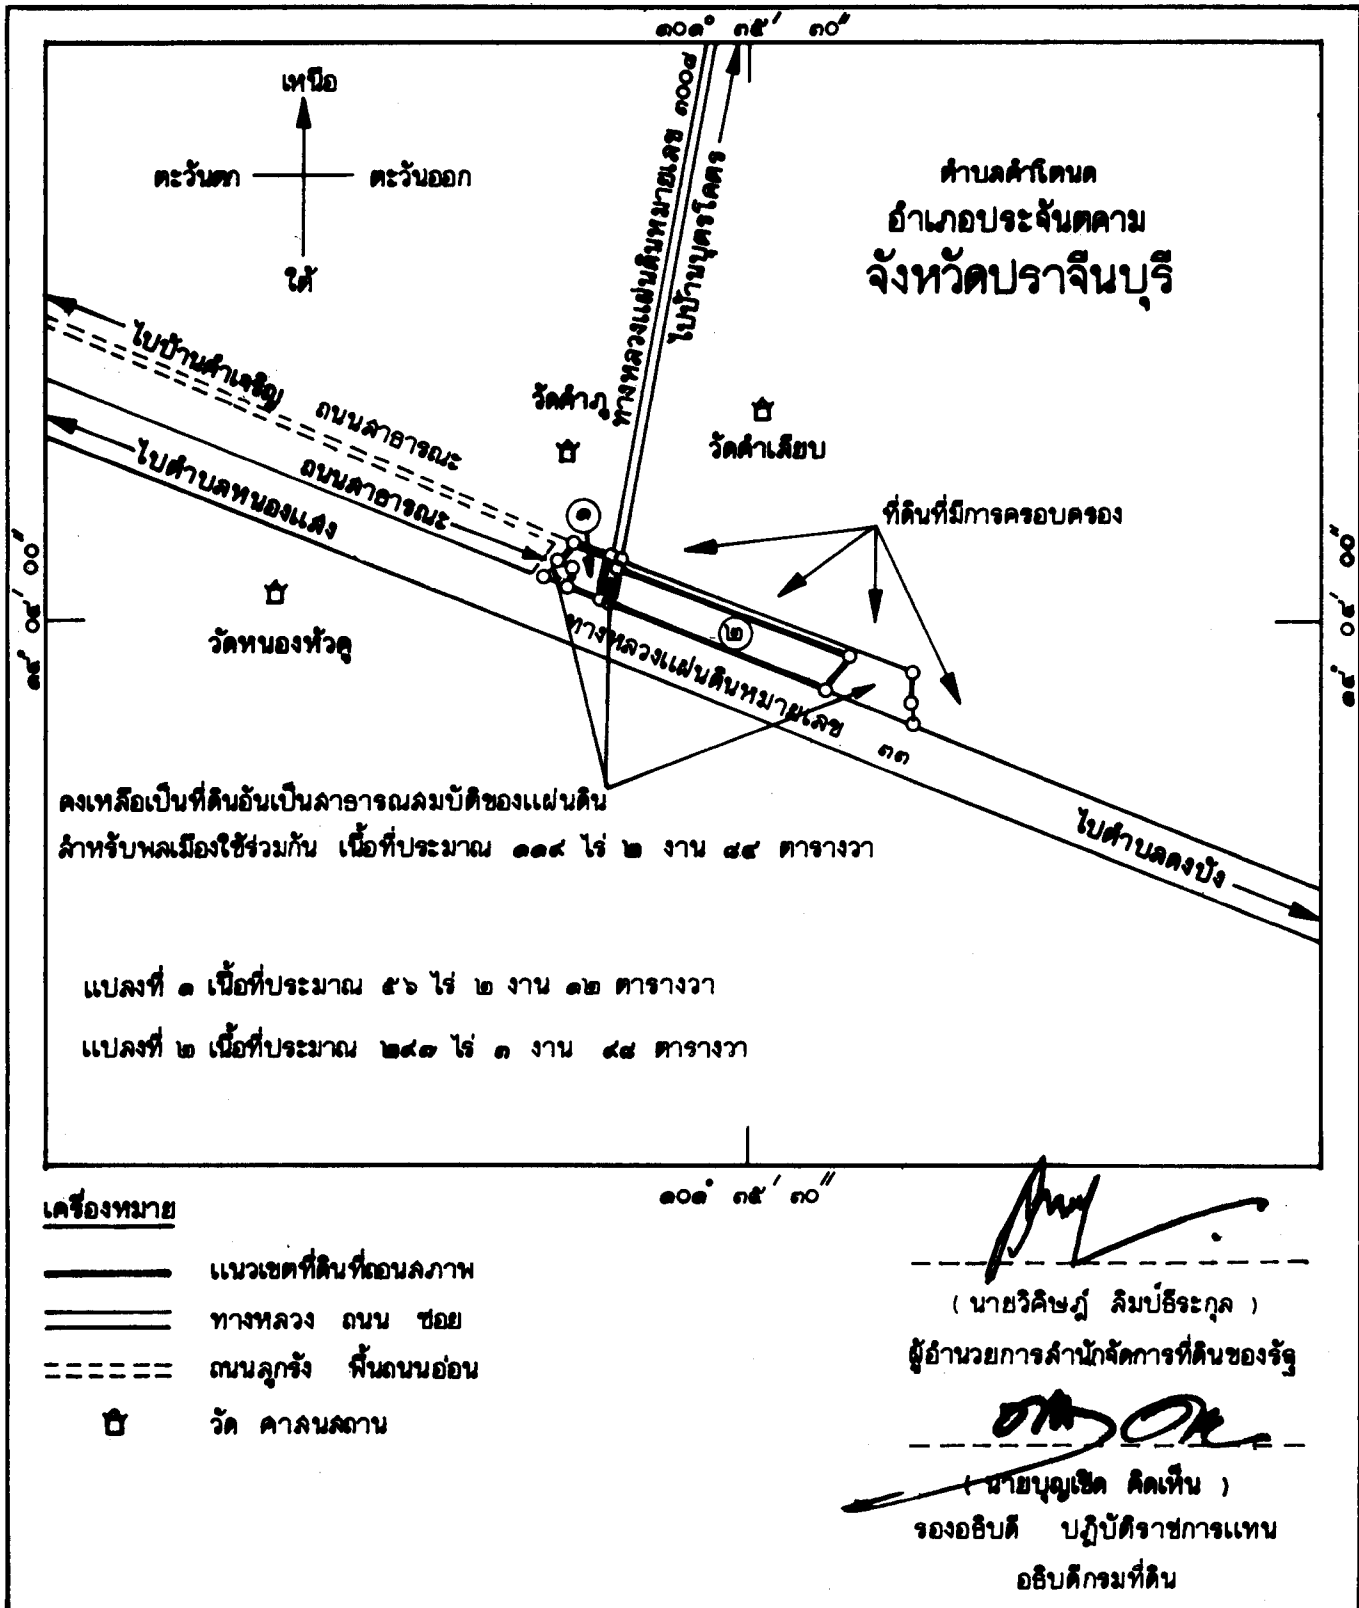 ๑๐๑° ๓๕′ ๓๐″
เหนือ
ตะวันตก
ตะวันออก
ใต้
ตำบลคำโตนด
อำเภอประจันตคาม
จังหวัดปราจีนบุรี
ทางหลวงแผ่นดินหมายเลข
ไปบ้านบุตรโคตร
ไปบ้านคำเจริญ
ถนนสาธารณะ
ถนนสาธารณะ
ไปตำบลหนองแสง
วัดคำภู
วัดคำเลียบ
๑
ที่ดินที่มีการครอบครอง
๑๔° ๐๔′ ๐๐″
๑๔° ๐๔′ ๐๐″
วัดหนองหัวคู
๒
ทางหลวงแผ่นดินหมายเลข ๓๓
คงเหลือเป็นที่ดินอันเป็นสาธารณสมบัติของแผ่นดิน
สำหรับพลเมืองใช้ร่วมกัน เนื้อที่ประมาณ ๑๑๙ ไร่ ๒ งาน ๘๙ ตารางวา
ไปตำบลดงบัง
แปลงที่ ๑ เนื้อที่ประมาณ ๕๖ ไร่ ๒ งาน ๑๒ ตารางวา
แปลงที่ ๒ เนื้อที่ประมาณ ๒๙๗ ไร่ ๓ งาน ๙๘ ตารางวา
๑๐๑° ๓๕′ ๓๐″
เครื่องหมาย
แนวเขตที่ดินที่ถอนสภาพ
ทางหลวง ถนน ซอย
ถนนลูกรัง พื้นถนนอ่อน
วัด ศาสนสถาน
( นายวิศิษฎ์ ลิมป์ธีระกุล )
ผู้อำนวยการสำนักจัดการที่ดินของรัฐ
( นายบุญเชิด คิดเห็น )
รองอธิบดี ปฏิบัติราชการแทน
อธิบดีกรมที่ดิน